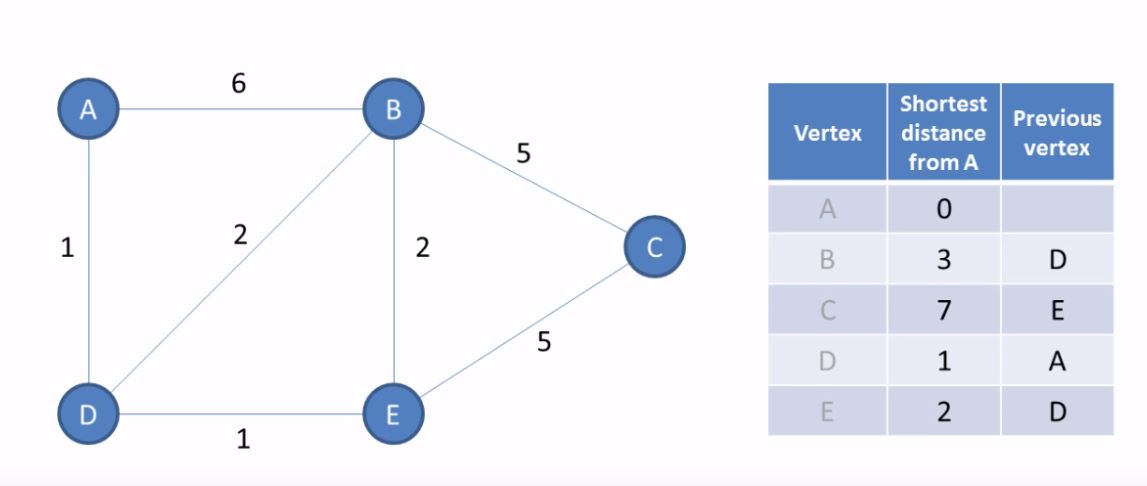 6
A
B
5
1
2
2
C
5
D
E
1
Vertex
Shortest
distance
from A
Previous
vertex
A 0
B 3 D
C 7 E
D 1 A
E 2 D